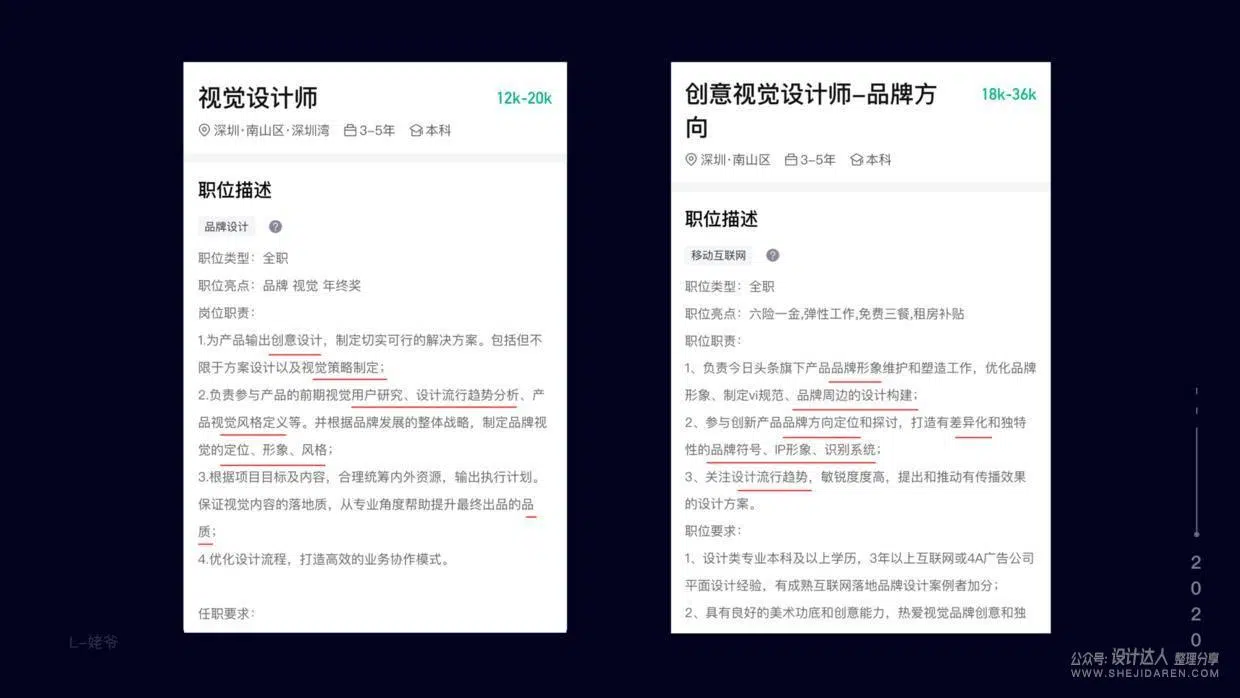 视觉设计师
12k-20k
深圳·南山区·深圳湾 3-5年 本科
职位描述
品牌设计 ?
职位类型：全职
职位亮点：品牌 视觉 年终奖
岗位职责：
1.为产品输出创意设计，制定切实可行的解决方案。包括但不
限于方案设计以及视觉策略制定；
2.负责参与产品的前期视觉用户研究、设计流行趋势分析、产
品视觉风格定义等。并根据品牌发展的整体战略，制定品牌视
觉的定位、形象、风格；
3.根据项目目标及内容，合理统筹内外资源，输出执行计划。
保证视觉内容的落地质，从专业角度帮助提升最终出品的品
质；
4.优化设计流程，打造高效的业务协作模式。
任职要求：
创意视觉设计师-品牌方
向
18k-36k
深圳·南山区 3-5年 本科
职位描述
移动互联网 ?
职位类型：全职
职位亮点：六险一金,弹性工作,免费三餐,租房补贴
职位职责：
1、负责今日头条旗下产品品牌形象维护和塑造工作，优化品牌
形象、制定vi规范、品牌周边的设计构建；
2、参与创新产品品牌方向定位和探讨，打造有差异化和独特
性的品牌符号、IP形象、识别系统；
3、关注设计流行趋势，敏锐度度高，提出和推动有传播效果
的设计方案。
职位要求：
1、设计类专业本科及以上学历，3年以上互联网或4A广告公司
平面设计经验，有成熟互联网落地品牌设计案例者加分；
2、具有良好的美术功底和创意能力，热爱视觉品牌创意和独
2
0
2
0
L-姥爷
公众号: 设计达人 整理分享
WWW.SHEJIDAREN.COM